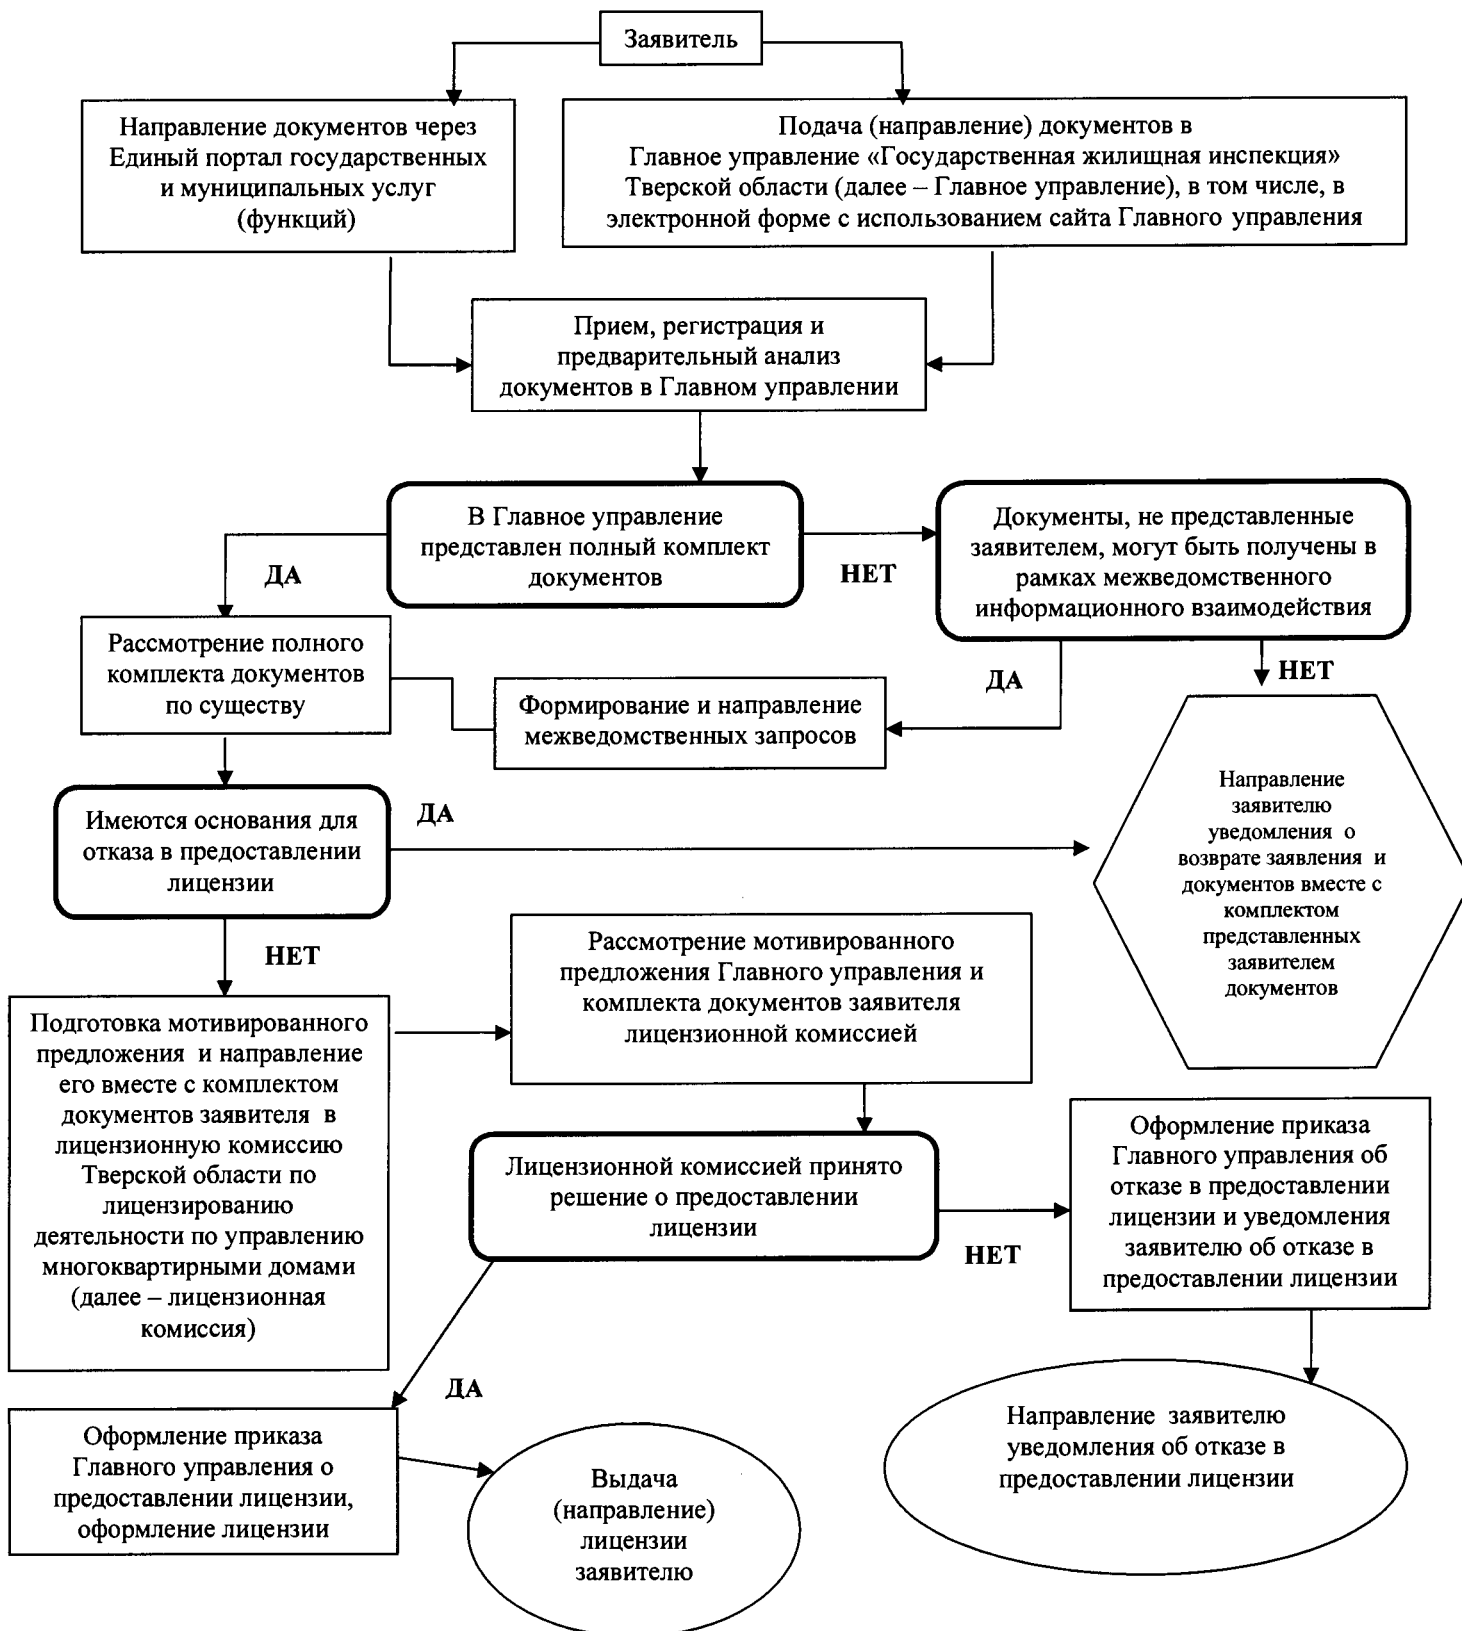 Заявитель
Направление документов через
Единый портал государственных
и муниципальных услуг
(функций)
Подача (направление) документов в
Главное управление «Государственная жилищная инспекция»
Тверской области (далее – Главное управление), в том числе, в
электронной форме с использованием сайта Главного управления
Прием, регистрация и
предварительный анализ
документов в Главном управлении
В Главное управление
представлен полный комплект
документов
ДА
НЕТ
Документы, не представленные
заявителем, могут быть получены в
рамках межведомственного
информационного взаимодействия
Рассмотрение полного
комплекта документов
по существу
ДА
НЕТ
Формирование и направление
межведомственных запросов
Имеются основания для
отказа в предоставлении
лицензии
ДА
НЕТ
Направление
заявителю
уведомления о
возврате заявления и
документов вместе с
комплектом
представленных
заявителем
документов
Рассмотрение мотивированного
предложения Главного управления и
комплекта документов заявителя
лицензионной комиссией
Подготовка мотивированного
предложения и направление
его вместе с комплектом
документов заявителя в
лицензионную комиссию
Тверской области по
лицензированию
деятельности по управлению
многоквартирными домами
(далее – лицензионная
комиссия)
Лицензионной комиссией принято
решение о предоставлении
лицензии
НЕТ
ДА
Оформление приказа
Главного управления об
отказе в предоставлении
лицензии и уведомления
заявителю об отказе в
предоставлении лицензии
Оформление приказа
Главного управления о
предоставлении лицензии,
оформление лицензии
Выдача
(направление)
лицензии
заявителю
Направление заявителю
уведомления об отказе в
предоставлении лицензии